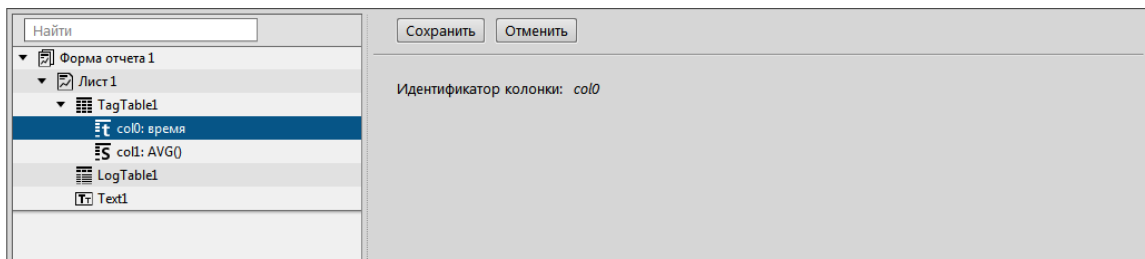 Найти
Сохранить Отменить
Форма отчета 1
Лист 1
TagTable1
col0: время
col1: AVG()
LogTable1
Text1
Идентификатор колонки: col0